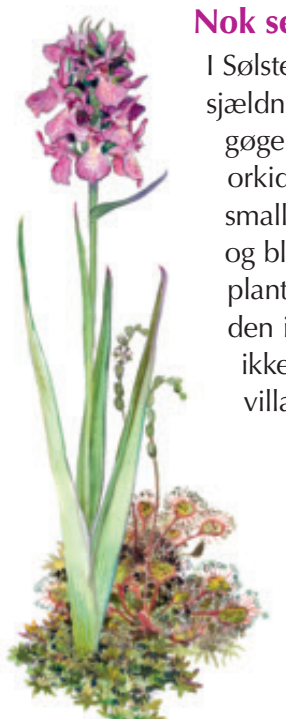 Nok se
I Sølste
sjældn
gøge
orkid
small
og bl
plant
den i
ikke
villa